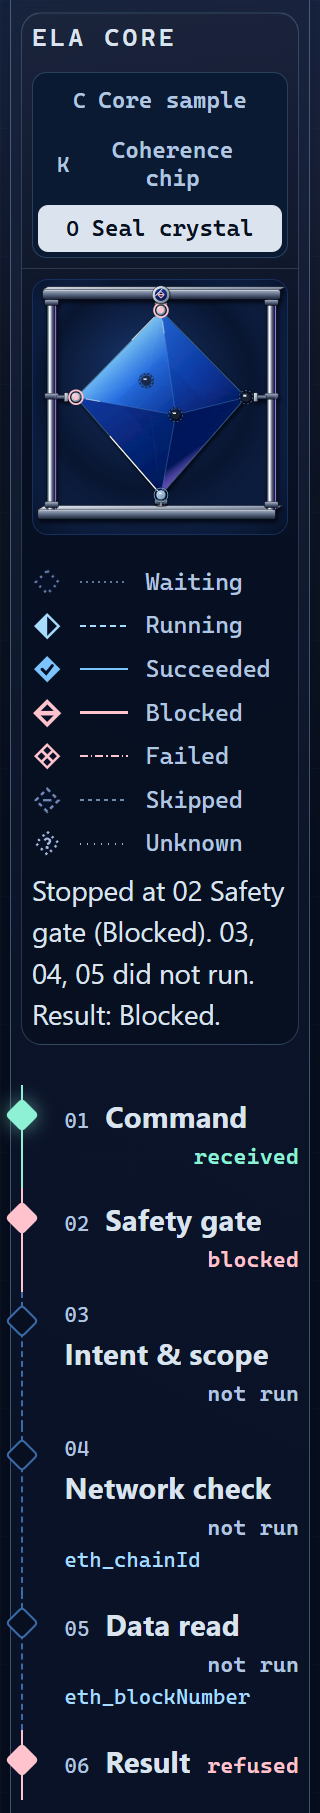 ELA CORE
C Core sample
K Coherence
chip
O Seal crystal
Waiting
Running
Succeeded
Blocked
Failed
Skipped
? Unknown
Stopped at 02 Safety
gate (Blocked). 03,
04, 05 did not run.
Result: Blocked.
01 Command
received
02 Safety gate
blocked
03
Intent & scope
not run
04
Network check
not run
eth_chainId
05 Data read
not run
eth_blockNumber
06 Result refused